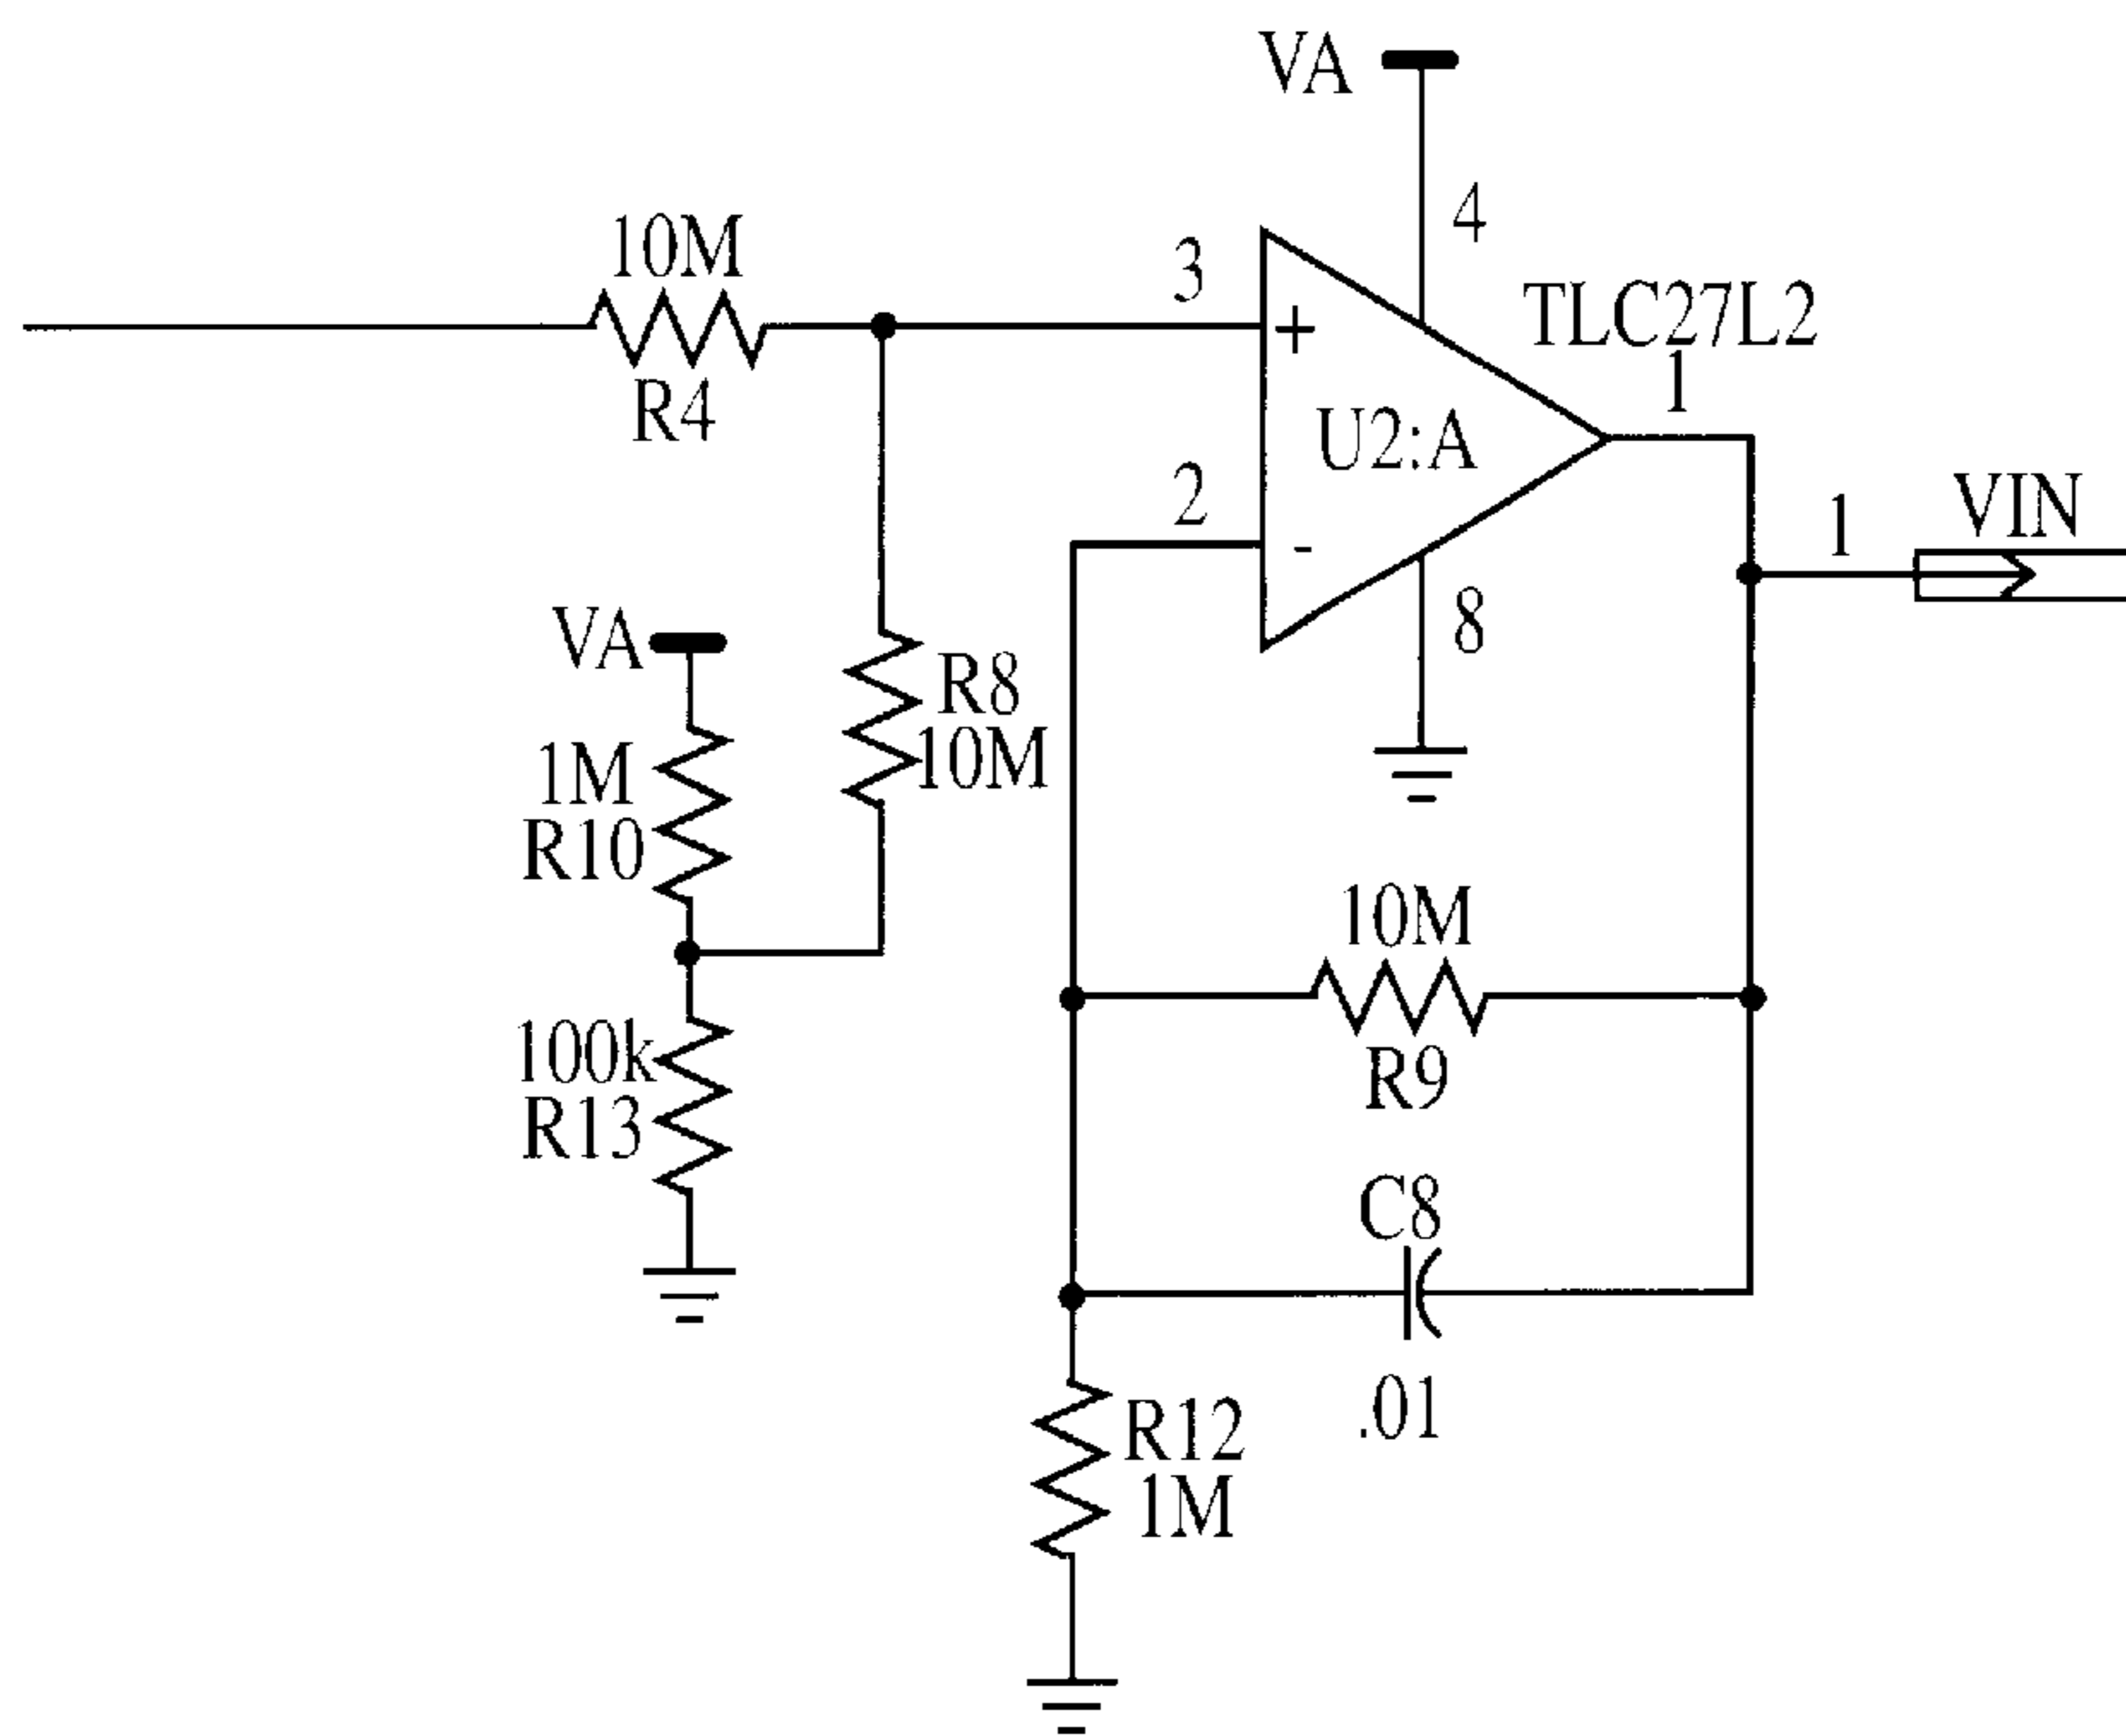 VA
4
10M
R4
3
+
TLC27L2
1
U2:A
2
-
8
1
VIN
VA
R8
10M
1M
R10
10M
R9
100k
R13
C8
.01
R12
1M